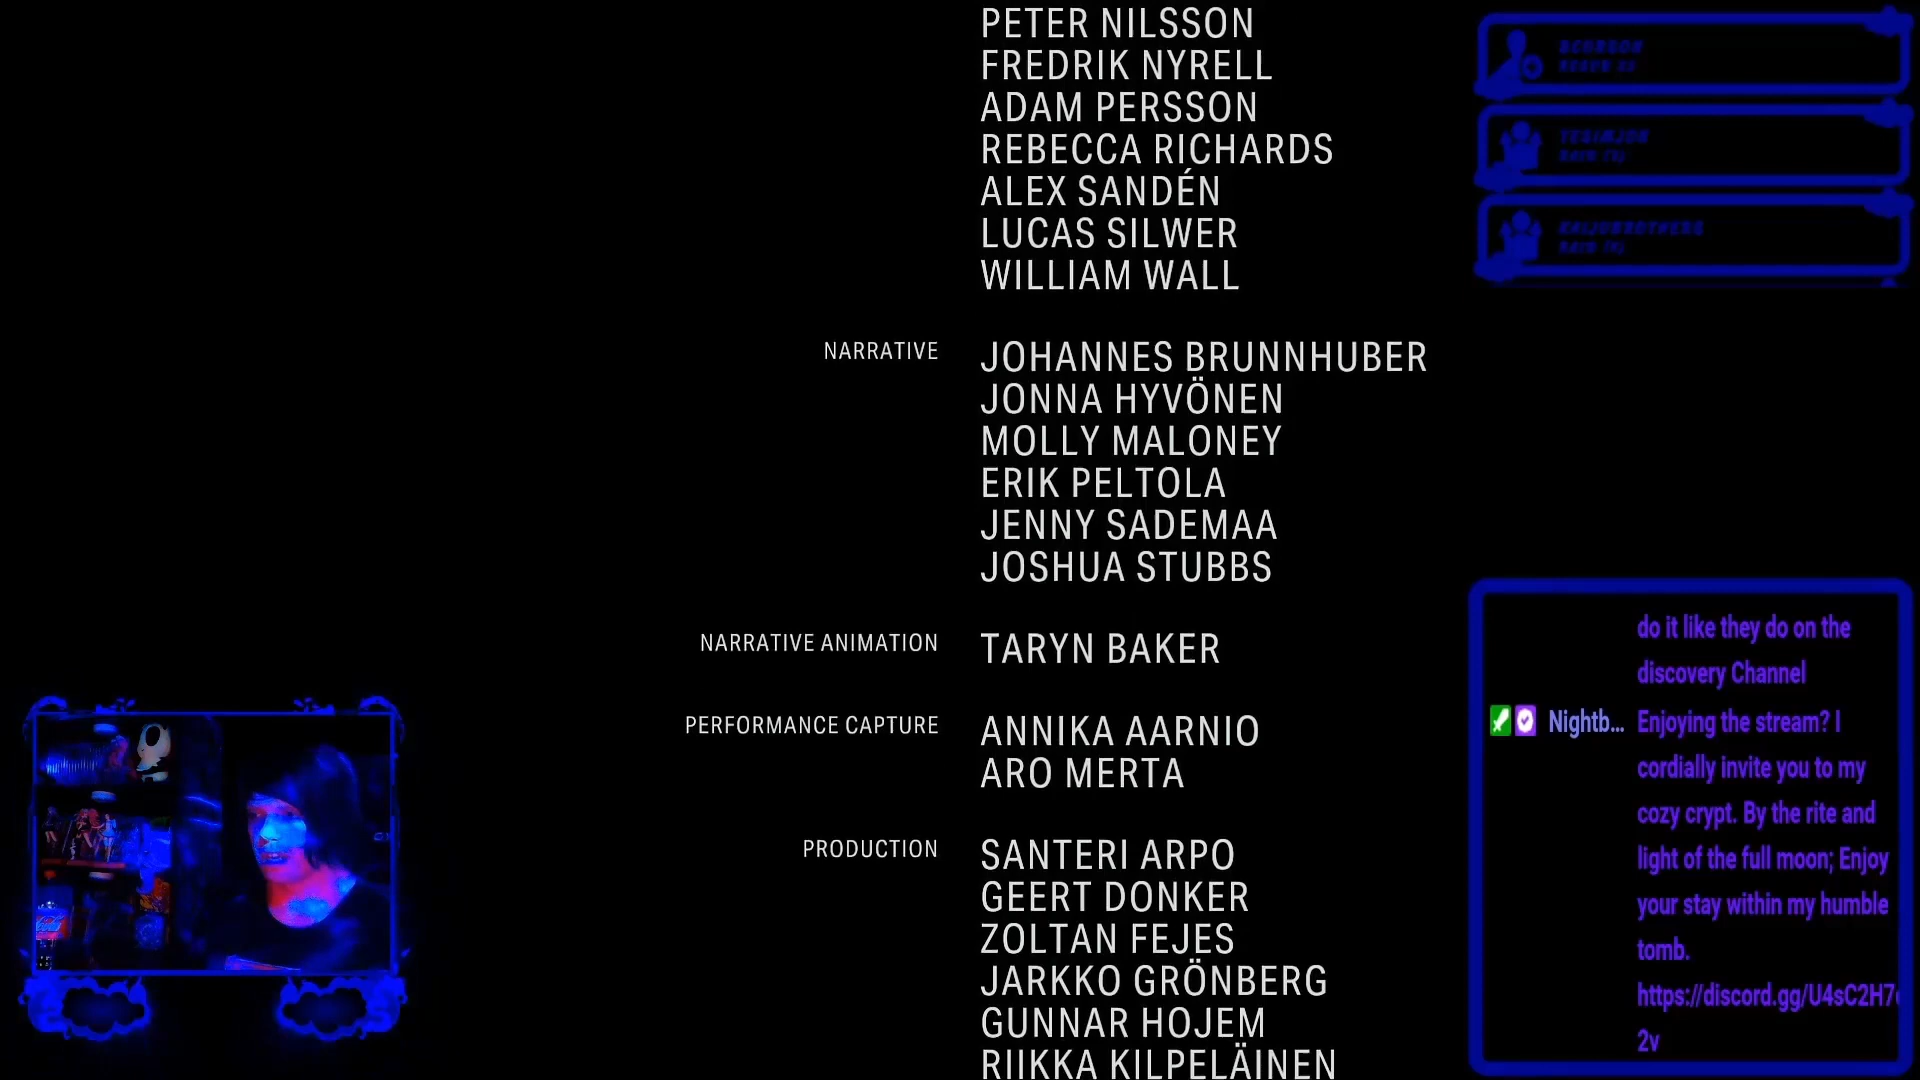 PETER NILSSON
FREDRIK NYRELL
ADAM PERSSON
REBECCA RICHARDS
ALEX SANDÉN
LUCAS SILWER
WILLIAM WALL
NARRATIVE
JOHANNES BRUNNHUBER
JONNA HYVÖNEN
MOLLY MALONEY
ERIK PELTOLA
JENNY SADEMAA
JOSHUA STUBBS
NARRATIVE ANIMATION
TARYN BAKER
PERFORMANCE CAPTURE
ANNIKA AARNIO
ARO MERTA
PRODUCTION
SANTERI ARPO
GEERT DONKER
ZOLTAN FEJES
JARKKO GRÖNBERG
GUNNAR HOJEM
RIIKKA KILPELÄINEN
do it like they do on the
discovery Channel
Nightb... Enjoying the stream? I
cordially invite you to my
cozy crypt. By the rite and
light of the full moon; Enjoy
your stay within my humble
tomb.
https://discord.gg/U4sC2H7
2v